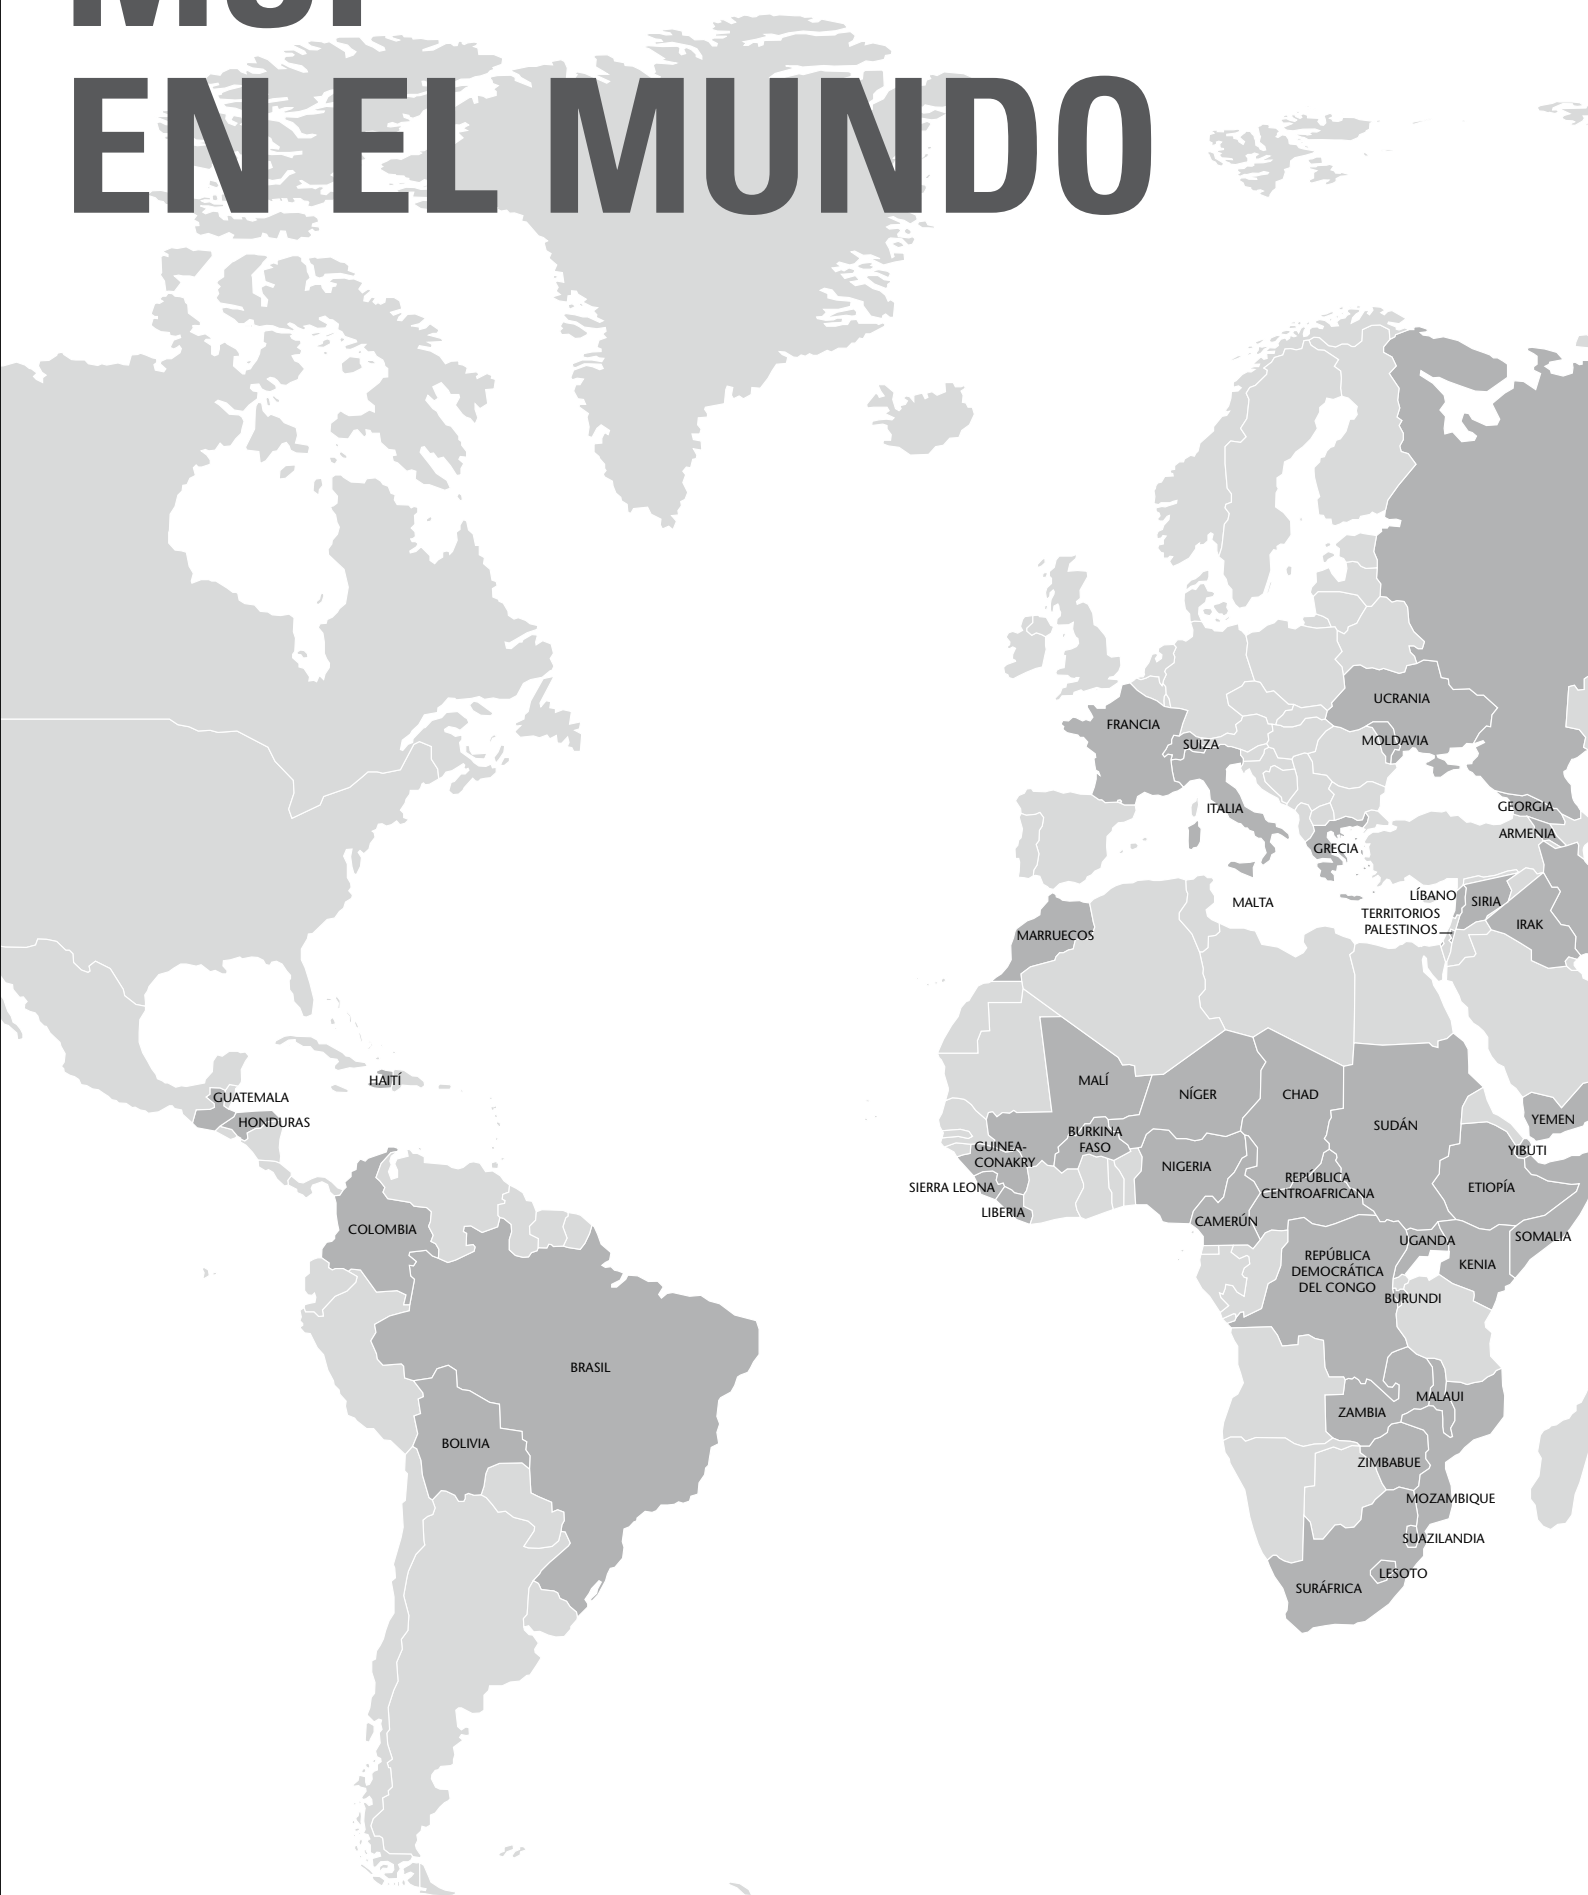 MSF
EN EL MUNDO
UCRANIA
FRANCIA
SUIZA
MOLDAVIA
ITALIA
GEORGIA
ARMENIA
GRECIA
LÍBANO
SIRIA
MALTA
TERRITORIOS
PALESTINOS
IRAK
MARRUECOS
HAITÍ
GUATEMALA
HONDURAS
MALÍ
NÍGER
CHAD
SUDÁN
YEMEN
BURKINA
FASO
GUINEA-
CONAKRY
YIBUTI
NIGERIA
REPÚBLICA
CENTROAFRICANA
SIERRA LEONA
ETIOPÍA
LIBERIA
CAMERÚN
COLOMBIA
UGANDA
SOMALIA
REPÚBLICA
DEMOCRÁTICA
DEL CONGO
KENIA
BURUNDI
BRASIL
MALAUI
ZAMBIA
BOLIVIA
ZIMBABUE
MOZAMBIQUE
SUAZILANDIA
LESOTO
SURÁFRICA